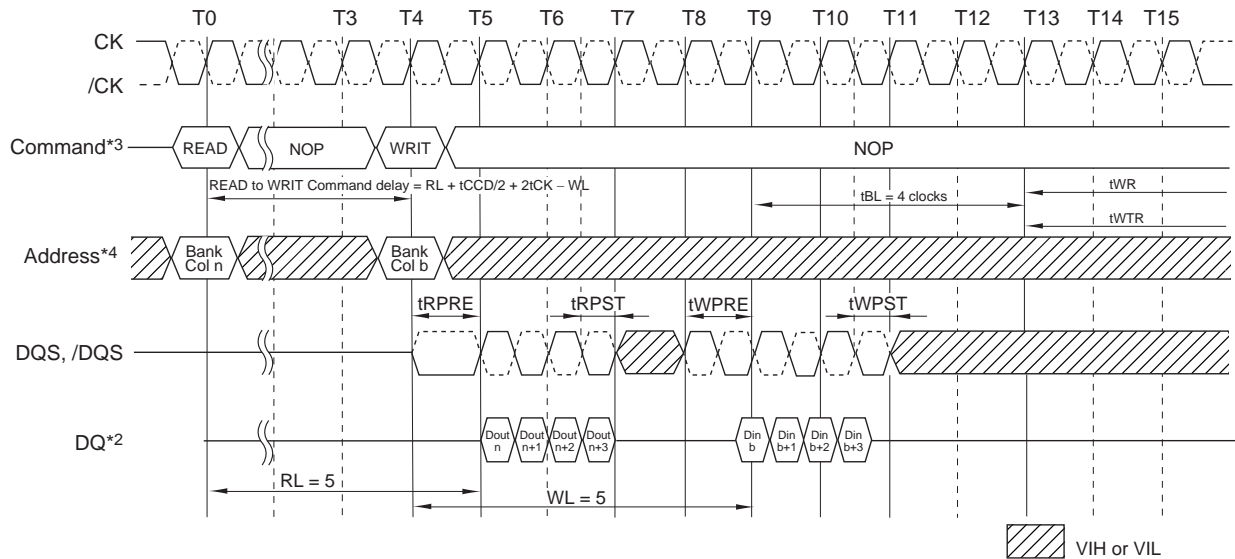 T0 T3 T4 T5 T6 T7 T8 T9 T10 T11 T12 T13 T14 T15
CK
/CK
Command*3 READ NOP WRIT NOP
READ to WRIT Command delay = RL + tCCD/2 + 2tCK − WL
tBL = 4 clocks
tWR
tWTR
Address*4
Bank
Col n
Bank
Col b
tRPRE tRPST tWPRE tWPST
DQS, /DQS
DQ*2
Dout
n
Dout
n+1
Dout
n+2
Dout
n+3
Din
b
Din
b+1
Din
b+2
Din
b+3
RL = 5
WL = 5
VIH or VIL